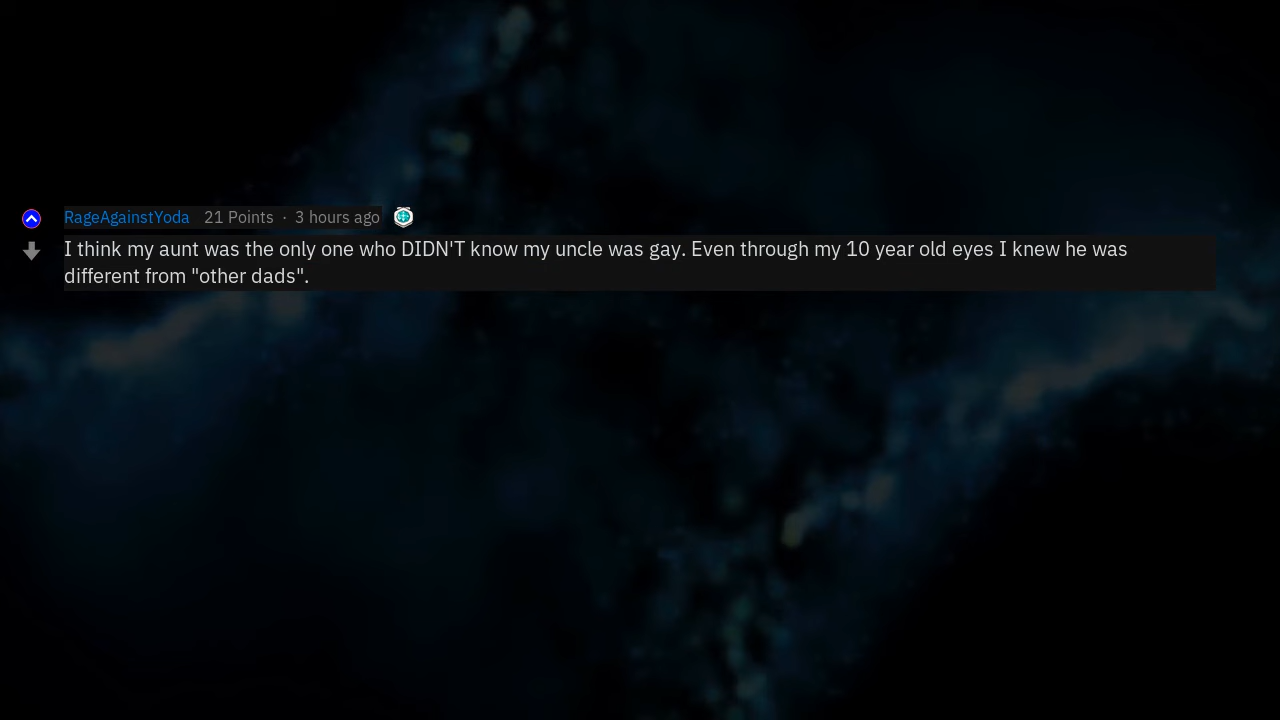 RageAgainstYoda 21 Points · 3 hours ago
I think my aunt was the only one who DIDN'T know my uncle was gay. Even through my 10 year old eyes I knew he was
different from "other dads".